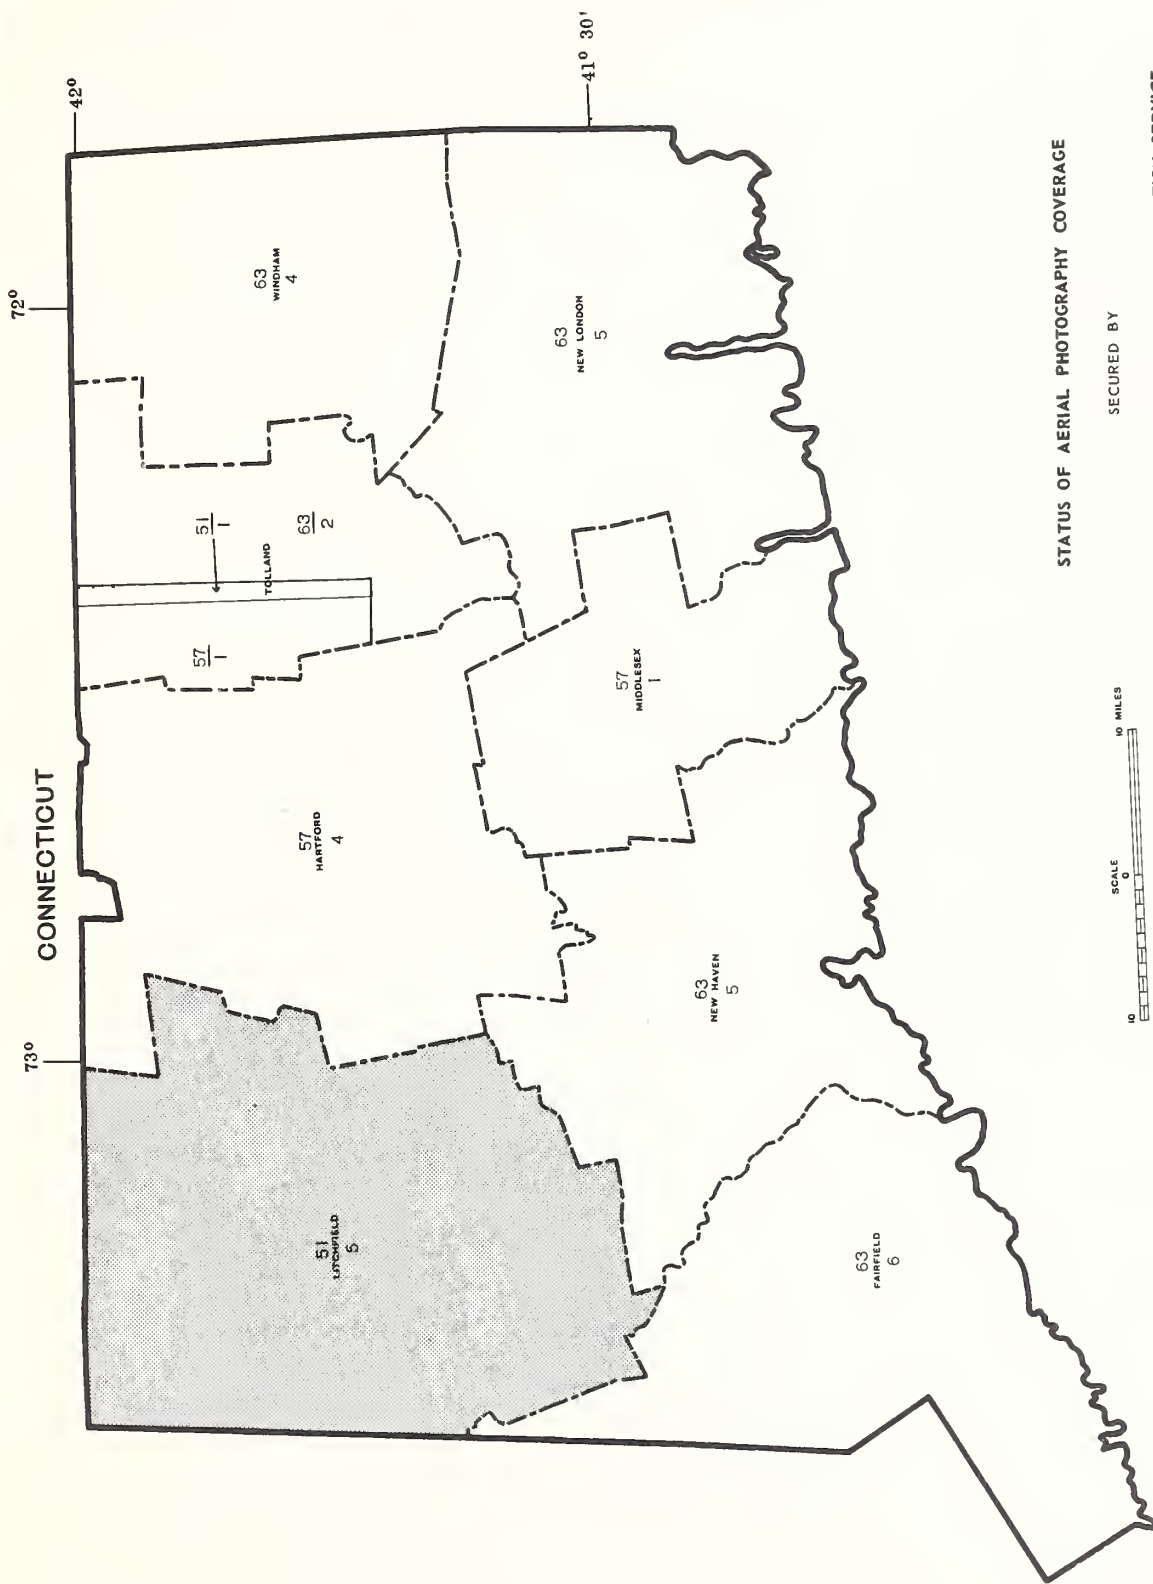 CONNECTICUT
73°
72°
42°
41° 30'
51
LITCHFIELD
5
57
HARTFORD
4
57
1
51
1
TOLLAND
63
2
63
WINDHAM
4
63
NEW LONDON
5
57
MIDDLESEX
1
63
NEW HAVEN
5
63
FAIRFIELD
6
STATUS OF AERIAL PHOTOGRAPHY COVERAGE
SECURED BY
SERVICE
SCALE
10 0 10 MILES